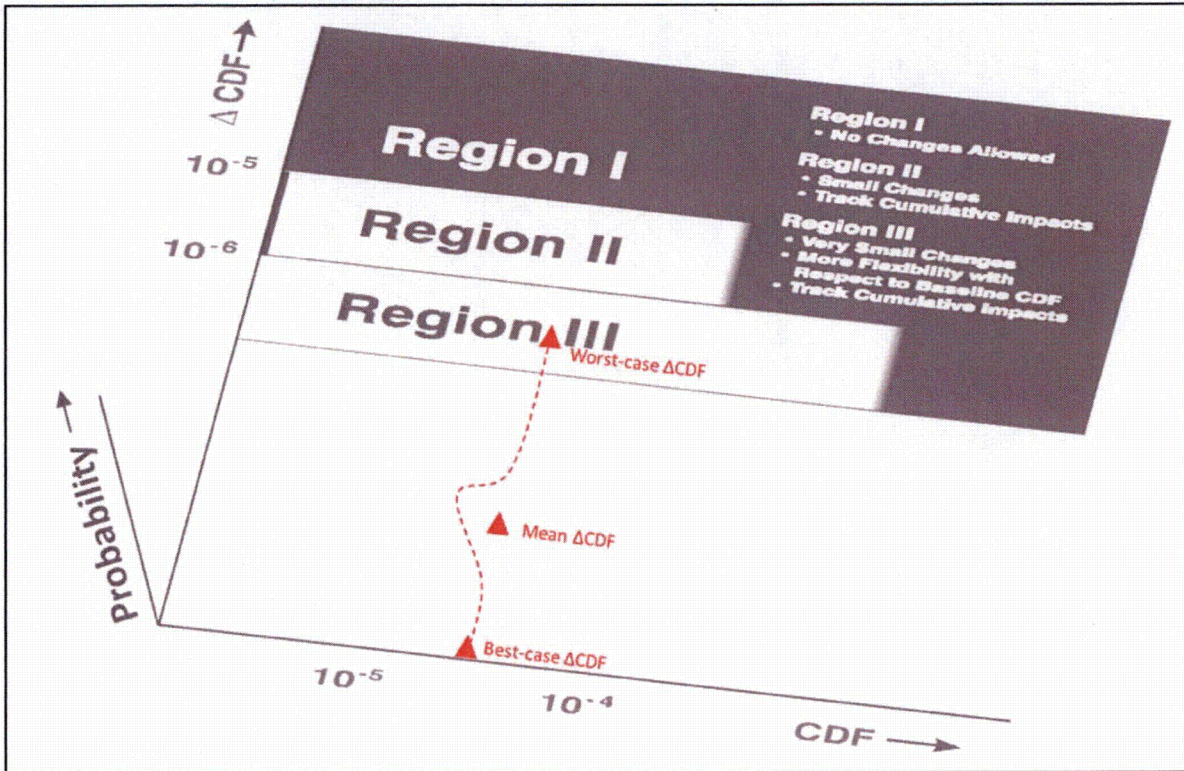 Δ CDF→
10⁻⁵
10⁻⁶
Region I
Region II
Region III
Region I
• No Changes Allowed
Region II
• Small Changes
• Track Cumulative Impacts
Region III
• Very Small Changes
• More Flexibility with
Respect to Baseline CDF
• Track Cumulative Impacts
Worst-case ΔCDF
Mean ΔCDF
Best-case ΔCDF
Probability →
10⁻⁵
10⁻⁴
CDF →